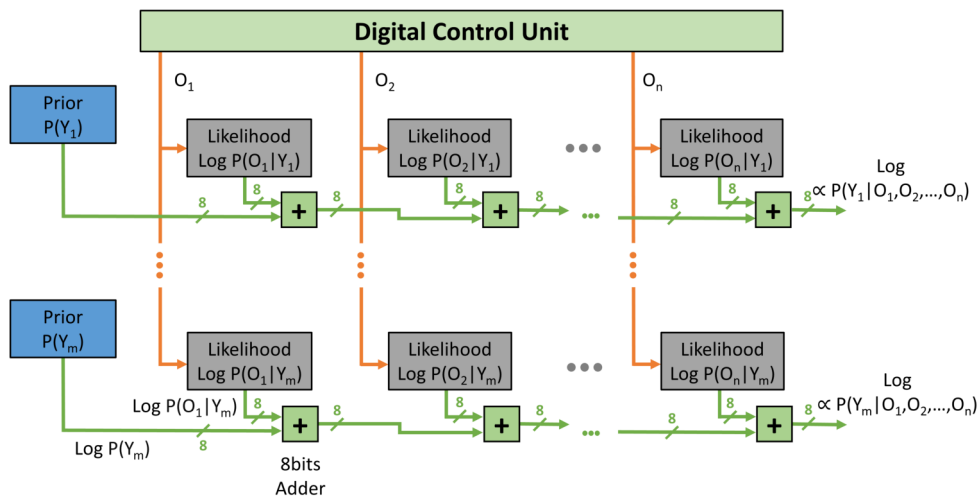 Digital Control Unit
O₁
O₂
Oₙ
Prior
P(Y₁)
Likelihood
Log P(O₁|Y₁)
Likelihood
Log P(O₂|Y₁)
Likelihood
Log P(Oₙ|Y₁)
Log
∝ P(Y₁|O₁,O₂,...,Oₙ)
8
8
8
8
8
8
8
8
+
+
...
+
Prior
P(Yₘ)
Likelihood
Log P(O₁|Yₘ)
Likelihood
Log P(O₂|Yₘ)
Likelihood
Log P(Oₙ|Yₘ)
Log
∝ P(Yₘ|O₁,O₂,...,Oₙ)
Log P(O₁|Yₘ)
8
8
8
8
8
8
8
8
+
+
...
+
Log P(Yₘ)
8bits
Adder